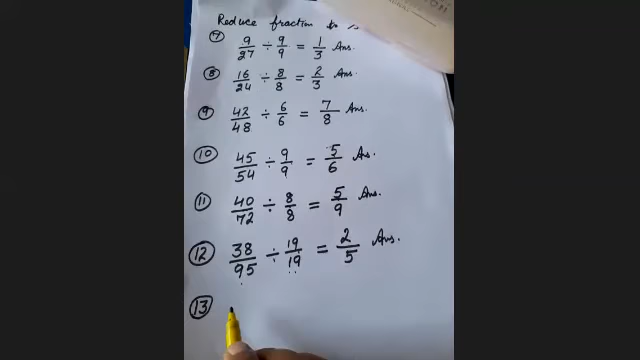 Reduce fraction to
7 9/27 ÷ 9/9 = 1/3 Ans.
8 16/24 ÷ 8/8 = 2/3 Ans.
9 42/48 ÷ 6/6 = 7/8 Ans.
10 45/54 ÷ 9/9 = 5/6 Ans.
11 40/72 ÷ 8/8 = 5/9 Ans.
12 38/95 ÷ 19/19 = 2/5 Ans.
13